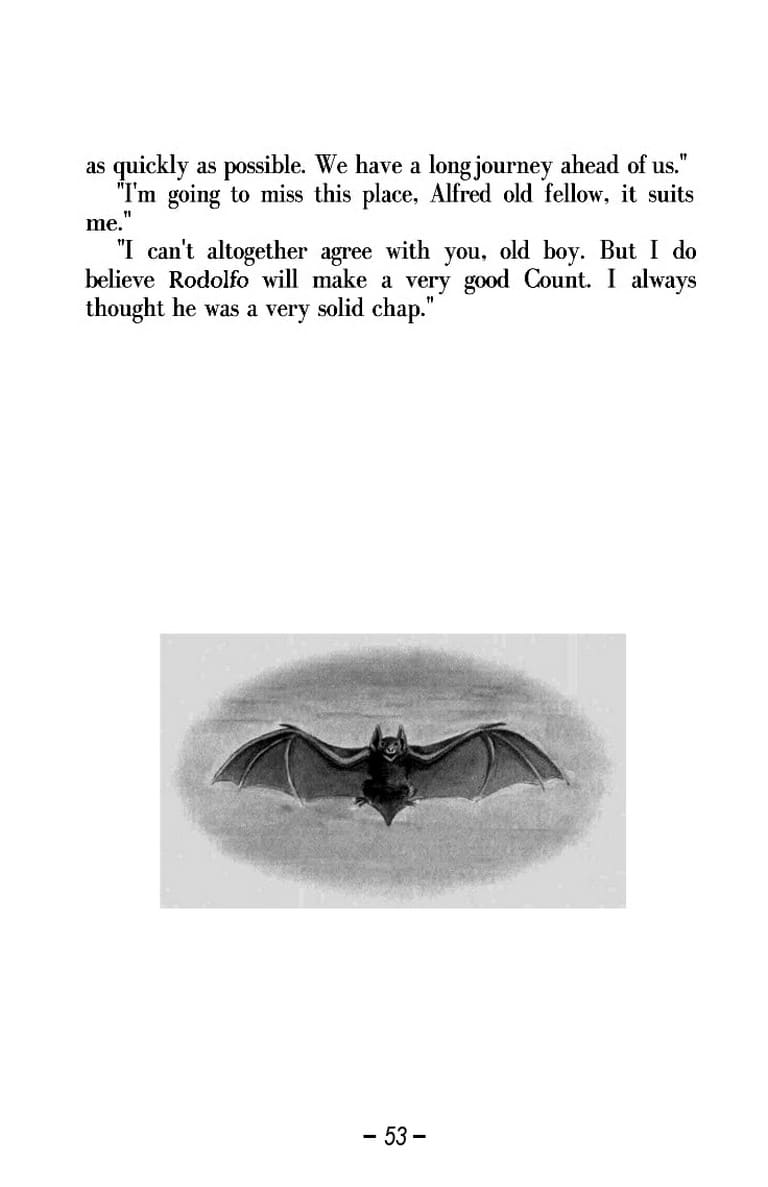 as quickly as possible. We have a long journey ahead of us."
"I'm going to miss this place, Alfred old fellow, it suits
me."
"I can't altogether agree with you, old boy. But I do
believe Rodolfo will make a very good Count. I always
thought he was a very solid chap."
– 53 –